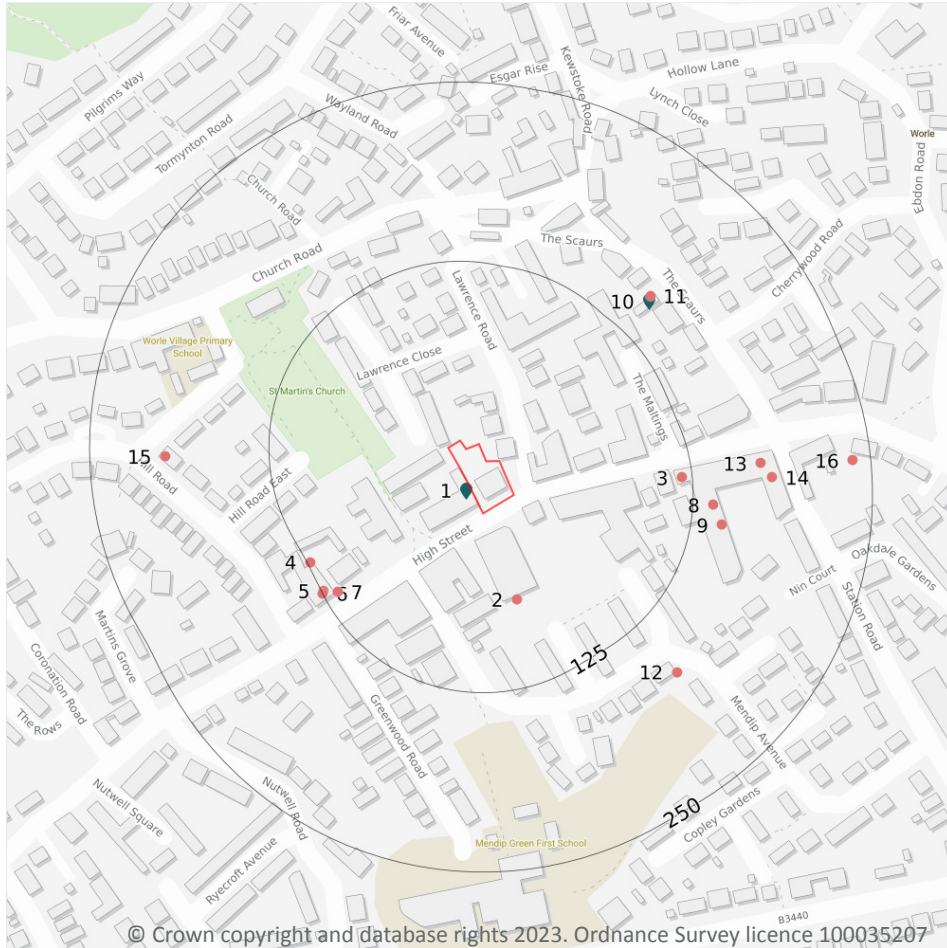 Friar Avenue
Pilgrims Way
Kewstoke Road
Esgar Rise
Hollow Lane
Wayland Road
Lynch Close
Tormynton Road
Worle
Ebdon Road
Church Road
Church Road
The Scaurs
Cherrywood Road
The Scaurs
Lawrence Road
10
11
Worle Village Primary
School
Lawrence Close
St Martin's Church
The Maltings
15
Hill Road
Hill Road East
1
3
13
14
16
8
9
High Street
Oakdale Gardens
4
5
6
7
2
Nin Court
Station Road
125
12
Martins Grove
Coronation Road
The Rows
Greenwood Road
Mendip Avenue
Nutwell Square
Nutwell Road
250
Copley Gardens
Mendip Green First School
Ryecroft Avenue
B3440
© Crown copyright and database rights 2023. Ordnance Survey licence 100035207